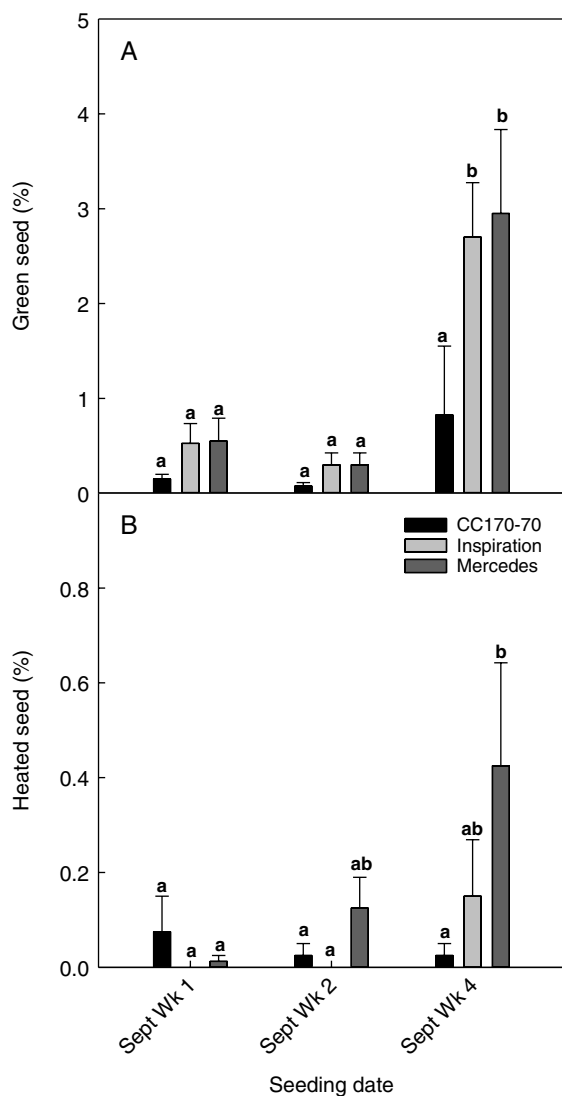 5
A
4
b
b
3
Green seed (%)
2
a
1
a
a
a
a
a
a
0
B
CC170-70
Inspiration
Mercedes
0.8
b
0.6
Heated seed (%)
0.4
ab
ab
0.2
a
a
a
a
a
a
0.0
Sept Wk 1
Sept Wk 2
Sept Wk 4
Seeding date